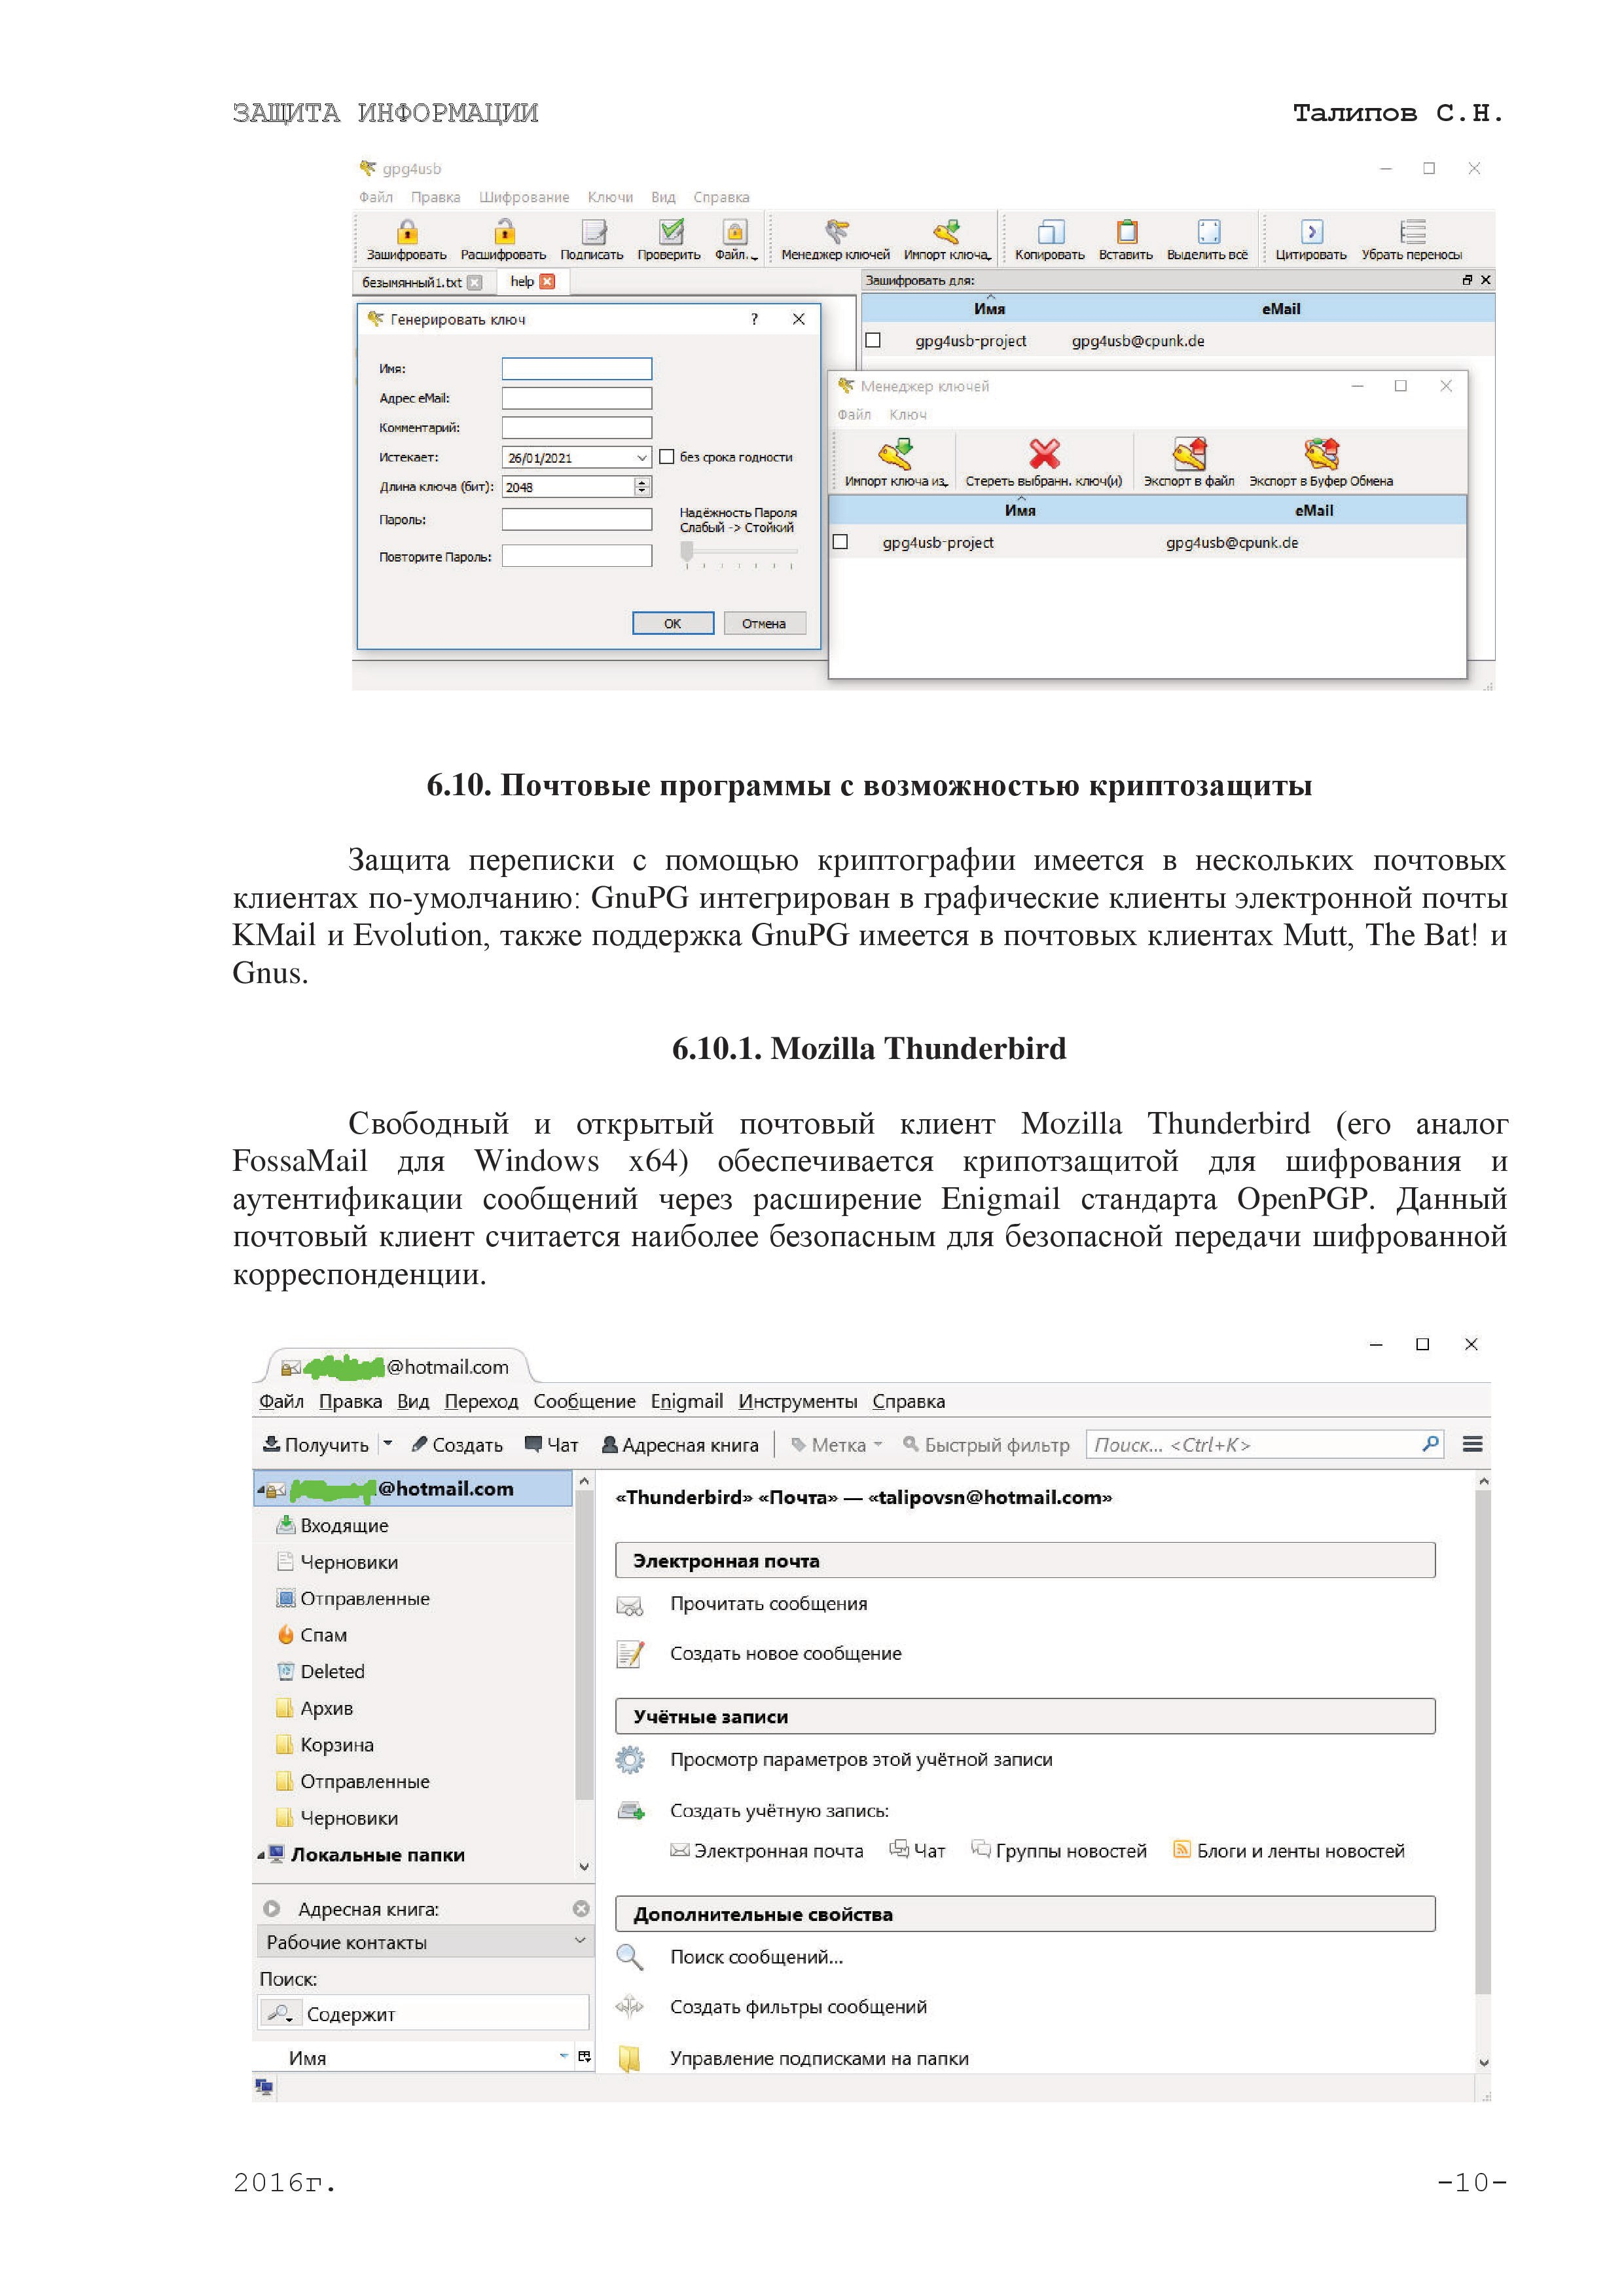 ЗАЩИТА ИНФОРМАЦИИ Талипов С.Н.
gpg4usb
Файл Правка Шифрование Ключи Вид Справка
Зашифровать Расшифровать Подписать Проверить Файл... Менеджер ключей Импорт ключа. Копировать Вставить Выделить всё Цитировать Убрать переносы
безымянный1.txt help Зашифровать для:
Имя eMail
gpg4usb-project gpg4usb@cpunk.de
Генерировать ключ ?
Имя:
Адрес eMail:
Комментарий:
Истекает: 26/01/2021 без срока годности
Длина ключа (бит): 2048
Пароль: Надёжность Пароля
Слабый -> Стойкий
Повторите Пароль:
OK Отмена
Менеджер ключей
Файл Ключ
Импорт ключа из. Стереть выбранн. ключ(и) Экспорт в файл Экспорт в Буфер Обмена
Имя eMail
gpg4usb-project gpg4usb@cpunk.de
6.10. Почтовые программы с возможностью криптозащиты
Защита переписки с помощью криптографии имеется в нескольких почтовых
клиентах по-умолчанию: GnuPG интегрирован в графические клиенты электронной почты
KMail и Evolution, также поддержка GnuPG имеется в почтовых клиентах Mutt, The Bat! и
Gnus.
6.10.1. Mozilla Thunderbird
Свободный и открытый почтовый клиент Mozilla Thunderbird (его аналог
FossaMail для Windows x64) обеспечивается крипотзащитой для шифрования и
аутентификации сообщений через расширение Enigmail стандарта OpenPGP. Данный
почтовый клиент считается наиболее безопасным для безопасной передачи шифрованной
корреспонденции.
@hotmail.com
Файл Правка Вид Переход Сообщение Enigmail Инструменты Справка
Получить Создать Чат Адресная книга Метка Быстрый фильтр Поиск... <Ctrl+K>
@hotmail.com
Входящие
Черновики
Отправленные
Спам
Deleted
Архив
Корзина
Отправленные
Черновики
Локальные папки
Адресная книга:
Рабочие контакты
Поиск:
Содержит
Имя
«Thunderbird» «Почта» — «talipovsn@hotmail.com»
Электронная почта
Прочитать сообщения
Создать новое сообщение
Учётные записи
Просмотр параметров этой учётной записи
Создать учётную запись:
Электронная почта Чат Группы новостей Блоги и ленты новостей
Дополнительные свойства
Поиск сообщений...
Создать фильтры сообщений
Управление подписками на папки
2016г. -10-